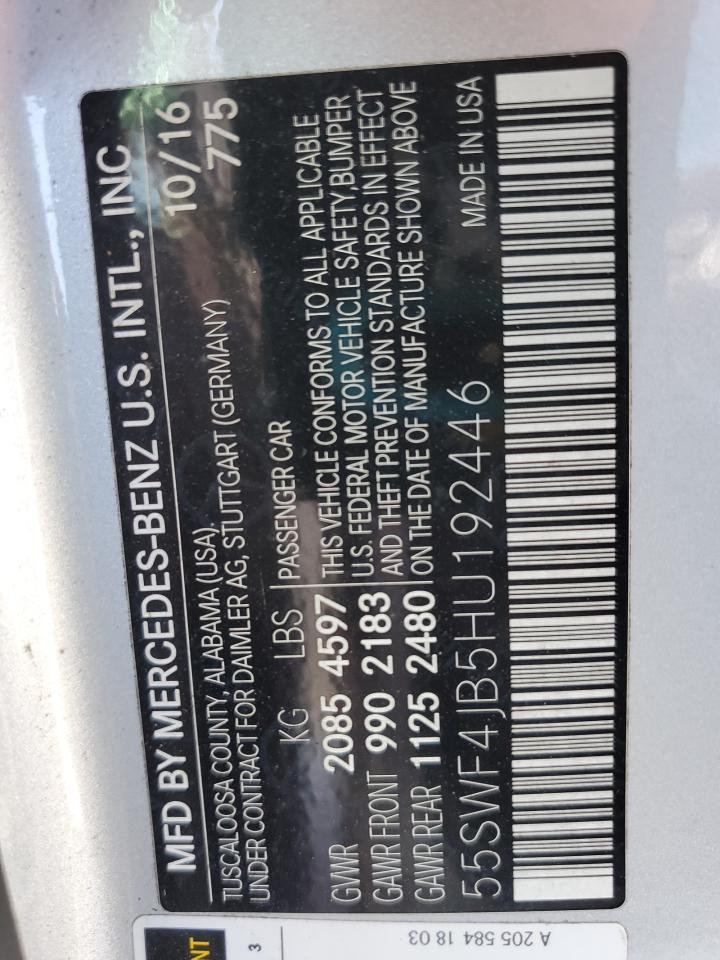 MFD BY MERCEDES-BENZ U.S. INTL., INC
TUSCALOOSA COUNTY, ALABAMA (USA) 10/16
UNDER CONTRACT FOR DAIMLER AG, STUTTGART (GERMANY) 775
KG LBS PASSENGER CAR
GVWR 2085 4597 THIS VEHICLE CONFORMS TO ALL APPLICABLE
GAWR FRONT 990 2183 U.S. FEDERAL MOTOR VEHICLE SAFETY,BUMPER
AND THEFT PREVENTION STANDARDS IN EFFECT
GAWR REAR 1125 2480 ON THE DATE OF MANUFACTURE SHOWN ABOVE
55SWF4JB5HU192446 MADE IN USA
NT
3
A 205 584 18 03